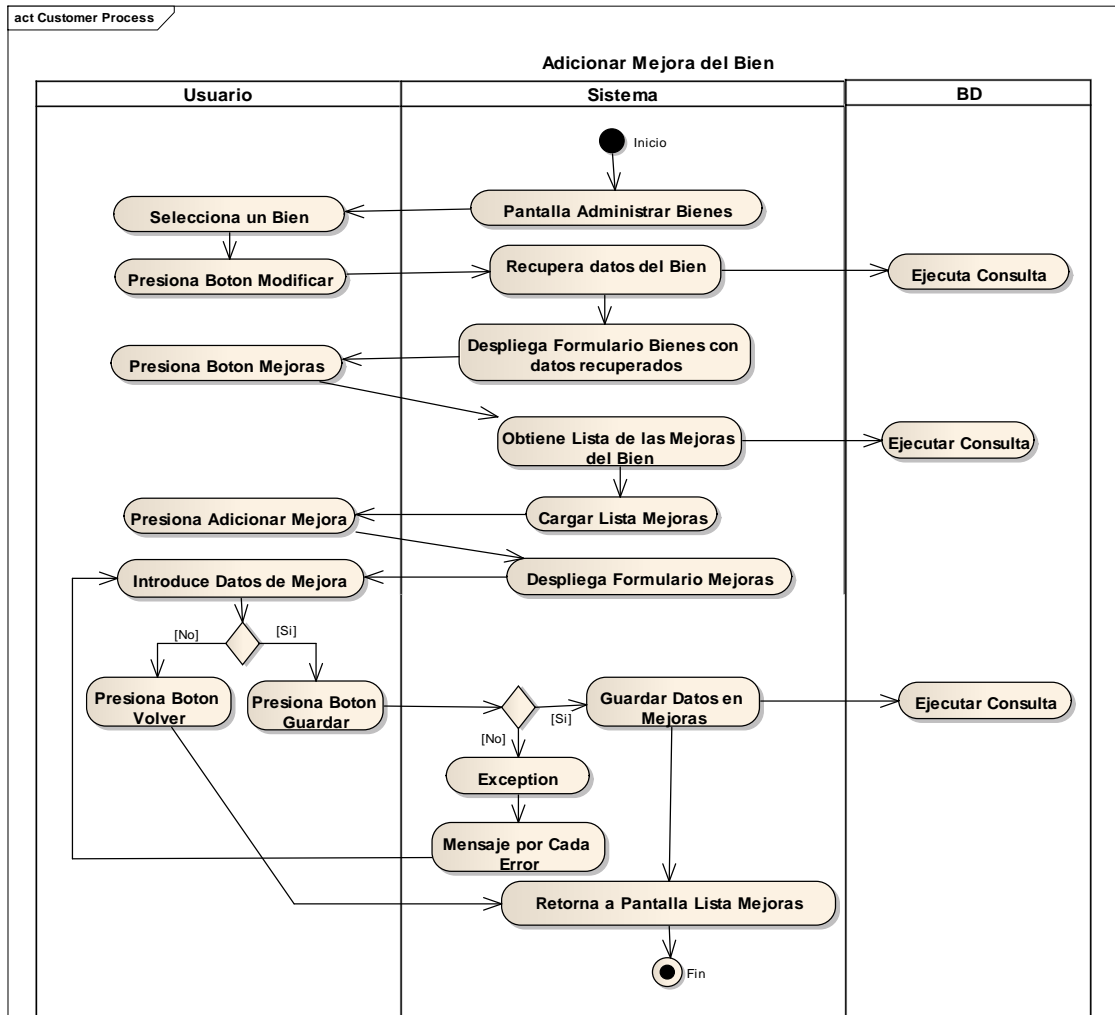 act Customer Process
Adicionar Mejora del Bien
Usuario
Sistema
BD
Inicio
Pantalla Administrar Bienes
Selecciona un Bien
Presiona Boton Modificar
Recupera datos del Bien
Ejecuta Consulta
Despliega Formulario Bienes con
datos recuperados
Presiona Boton Mejoras
Obtiene Lista de las Mejoras
del Bien
Ejecutar Consulta
Cargar Lista Mejoras
Presiona Adicionar Mejora
Despliega Formulario Mejoras
Introduce Datos de Mejora
[No]
[Si]
Presiona Boton
Volver
Presiona Boton
Guardar
[Si]
[No]
Guardar Datos en
Mejoras
Ejecutar Consulta
Exception
Mensaje por Cada
Error
Retorna a Pantalla Lista Mejoras
Fin